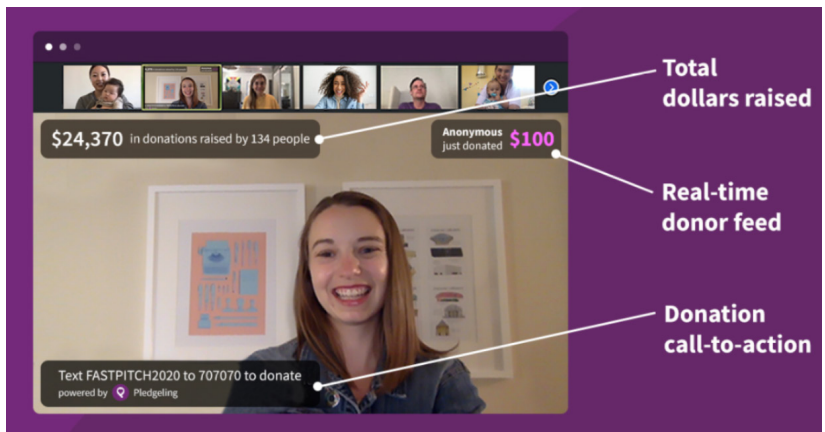 $24,370 in donations raised by 134 people
Anonymous
just donated
$100
Total
dollars raised
Real-time
donor feed
Donation
call-to-action
Text FASTPITCH2020 to 707070 to donate
powered by Pledgeling